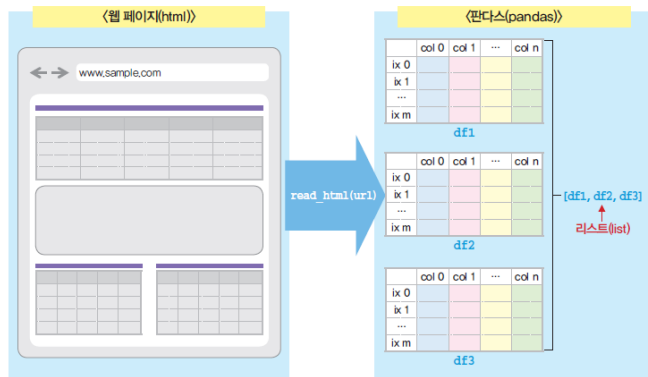 〈웹 페이지(html)〉
www.sample.com
read_html(url)
〈판다스(pandas)〉
col 0 col 1 ··· col n
ix 0
ix 1
···
ix m
df1
col 0 col 1 ··· col n
ix 0
ix 1
···
ix m
df2
col 0 col 1 ··· col n
ix 0
ix 1
···
ix m
df3
[df1, df2, df3]
리스트(list)